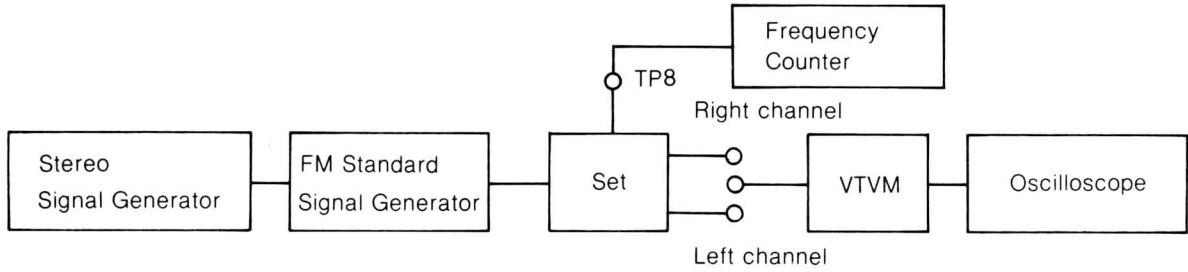 Frequency
Counter
TP8
Right channel
Stereo
Signal Generator
FM Standard
Signal Generator
Set
VTVM
Oscilloscope
Left channel